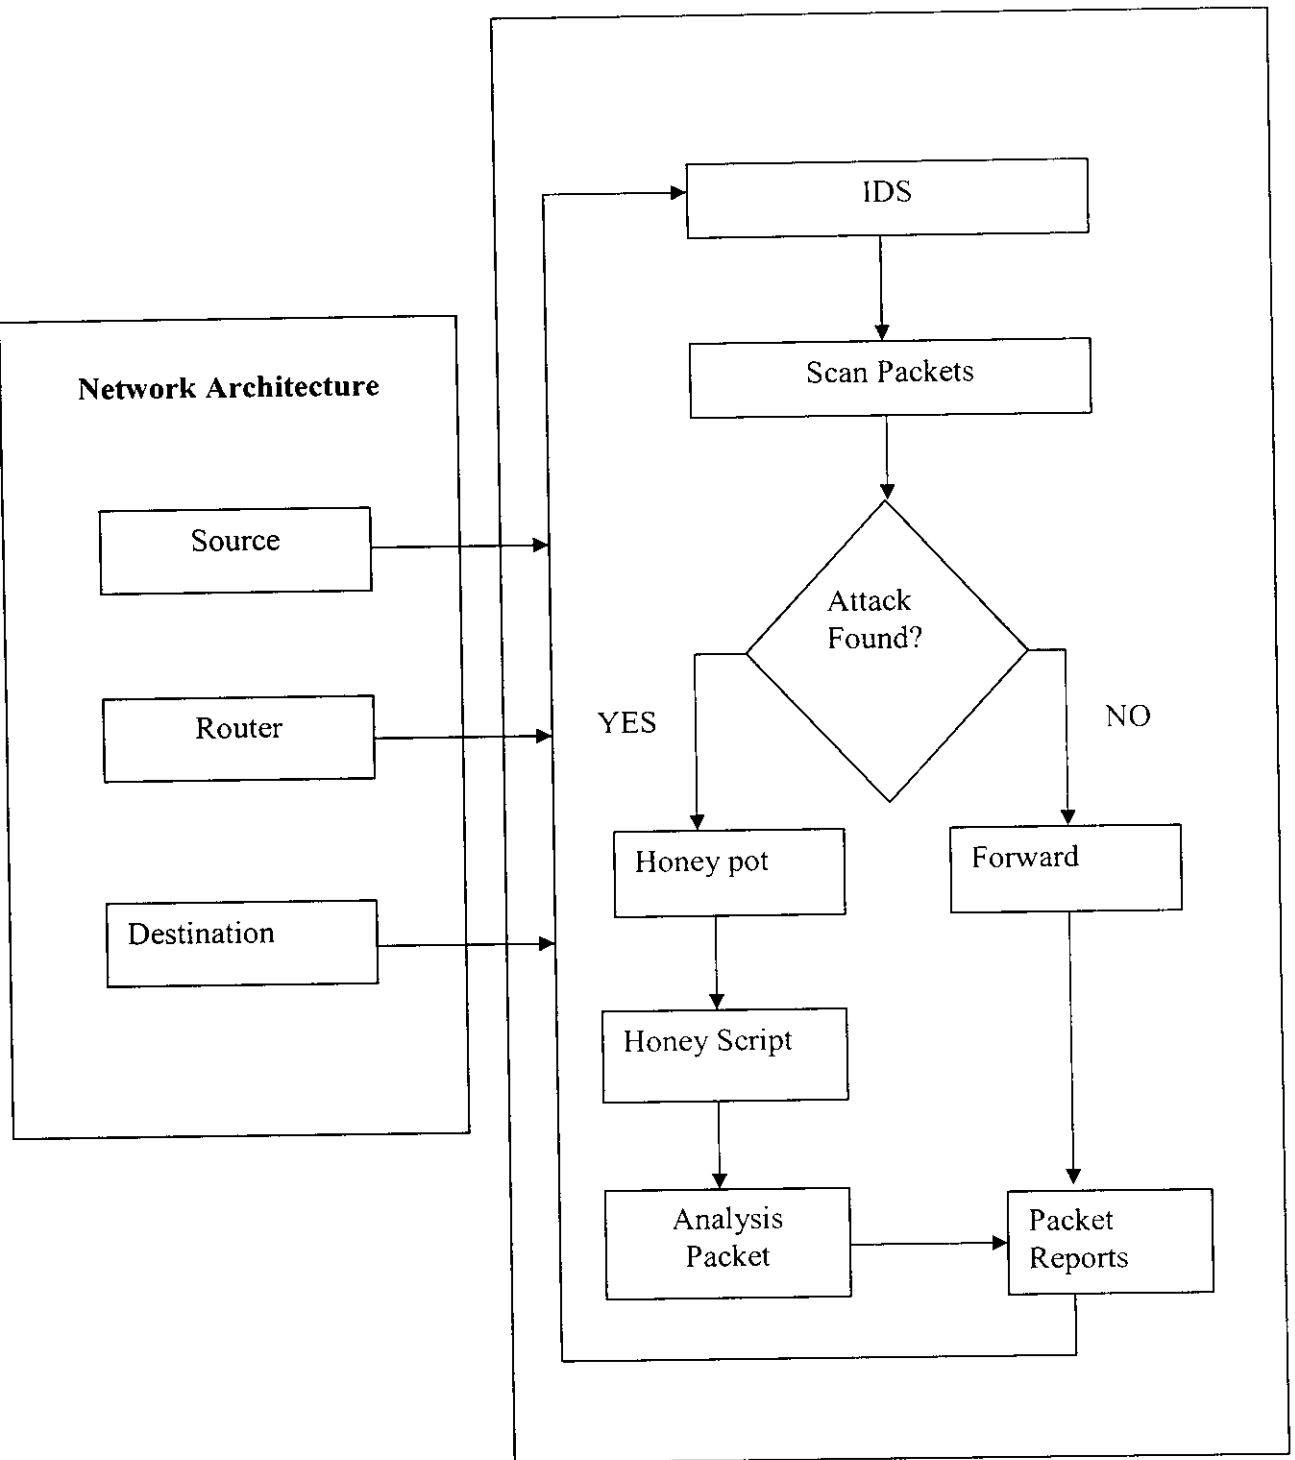 IDS
Scan Packets
Network Architecture
Source
Router
Destination
Attack
Found?
YES
NO
Honey pot
Forward
Honey Script
Analysis
Packet
Packet
Reports